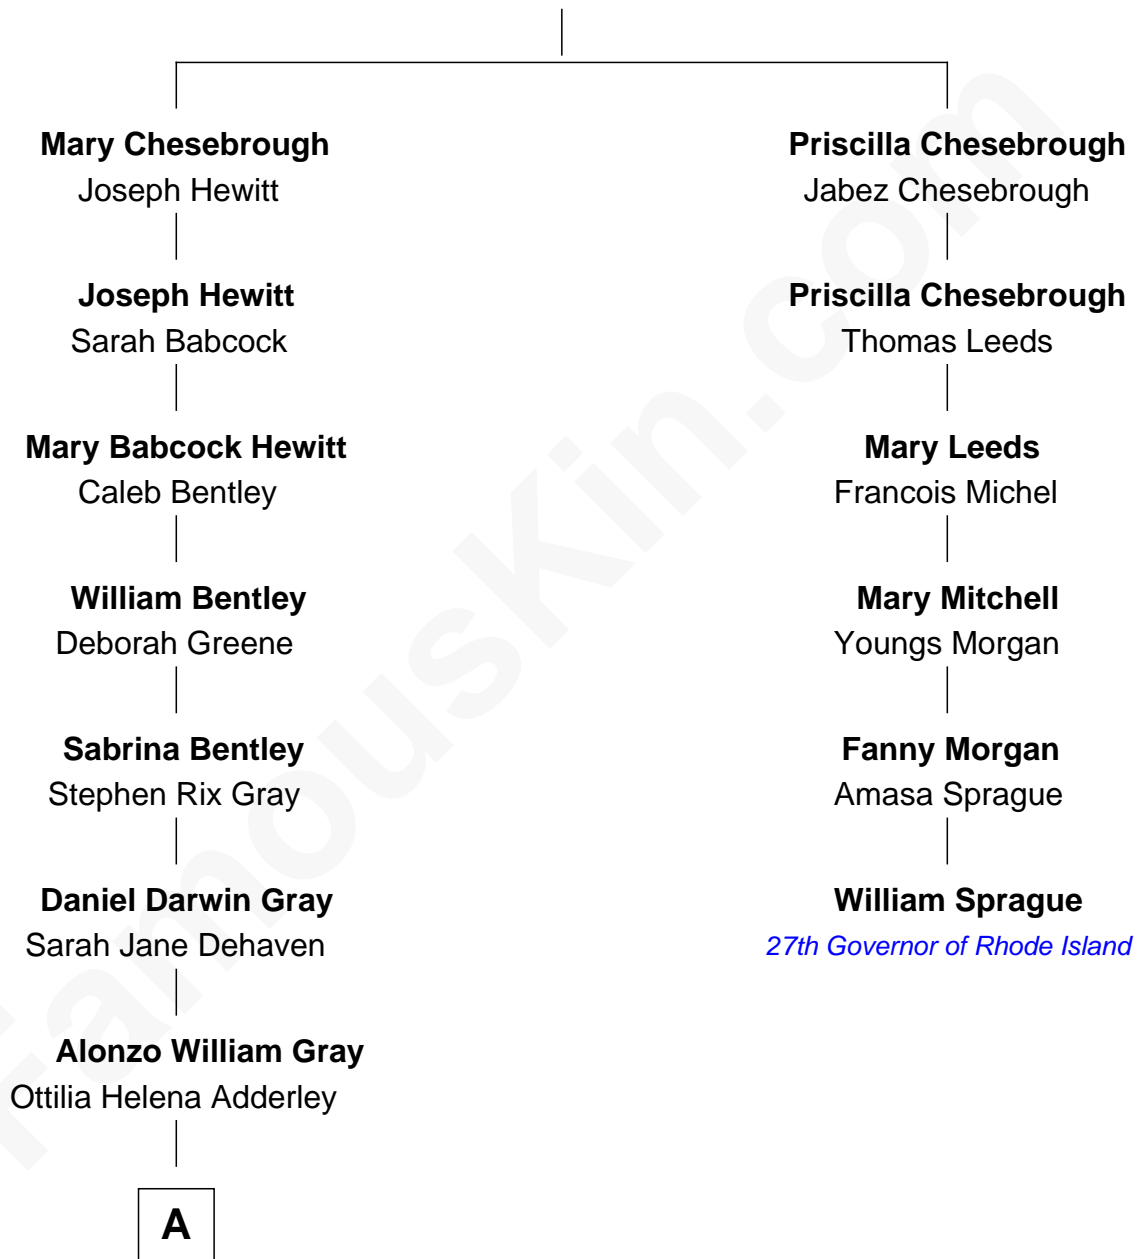 Mary Chesebrough
Joseph Hewitt
Joseph Hewitt
Sarah Babcock
Mary Babcock Hewitt
Caleb Bentley
William Bentley
Deborah Greene
Sabrina Bentley
Stephen Rix Gray
Daniel Darwin Gray
Sarah Jane Dehaven
Alonzo William Gray
Ottilia Helena Adderley
A
Priscilla Chesebrough
Jabez Chesebrough
Priscilla Chesebrough
Thomas Leeds
Mary Leeds
Francois Michel
Mary Mitchell
Youngs Morgan
Fanny Morgan
Amasa Sprague
William Sprague
27th Governor of Rhode Island
FamousKin.com